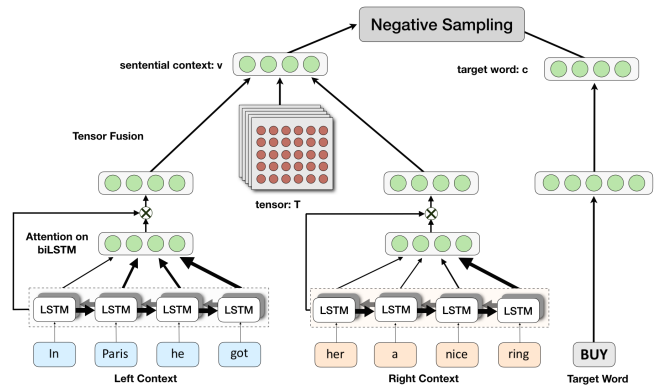 Negative Sampling
sentential context: v
target word: c
Tensor Fusion
tensor: T
Attention on
biLSTM
LSTM LSTM LSTM LSTM LSTM LSTM LSTM LSTM
In Paris he got her a nice ring BUY
Left Context Right Context Target Word